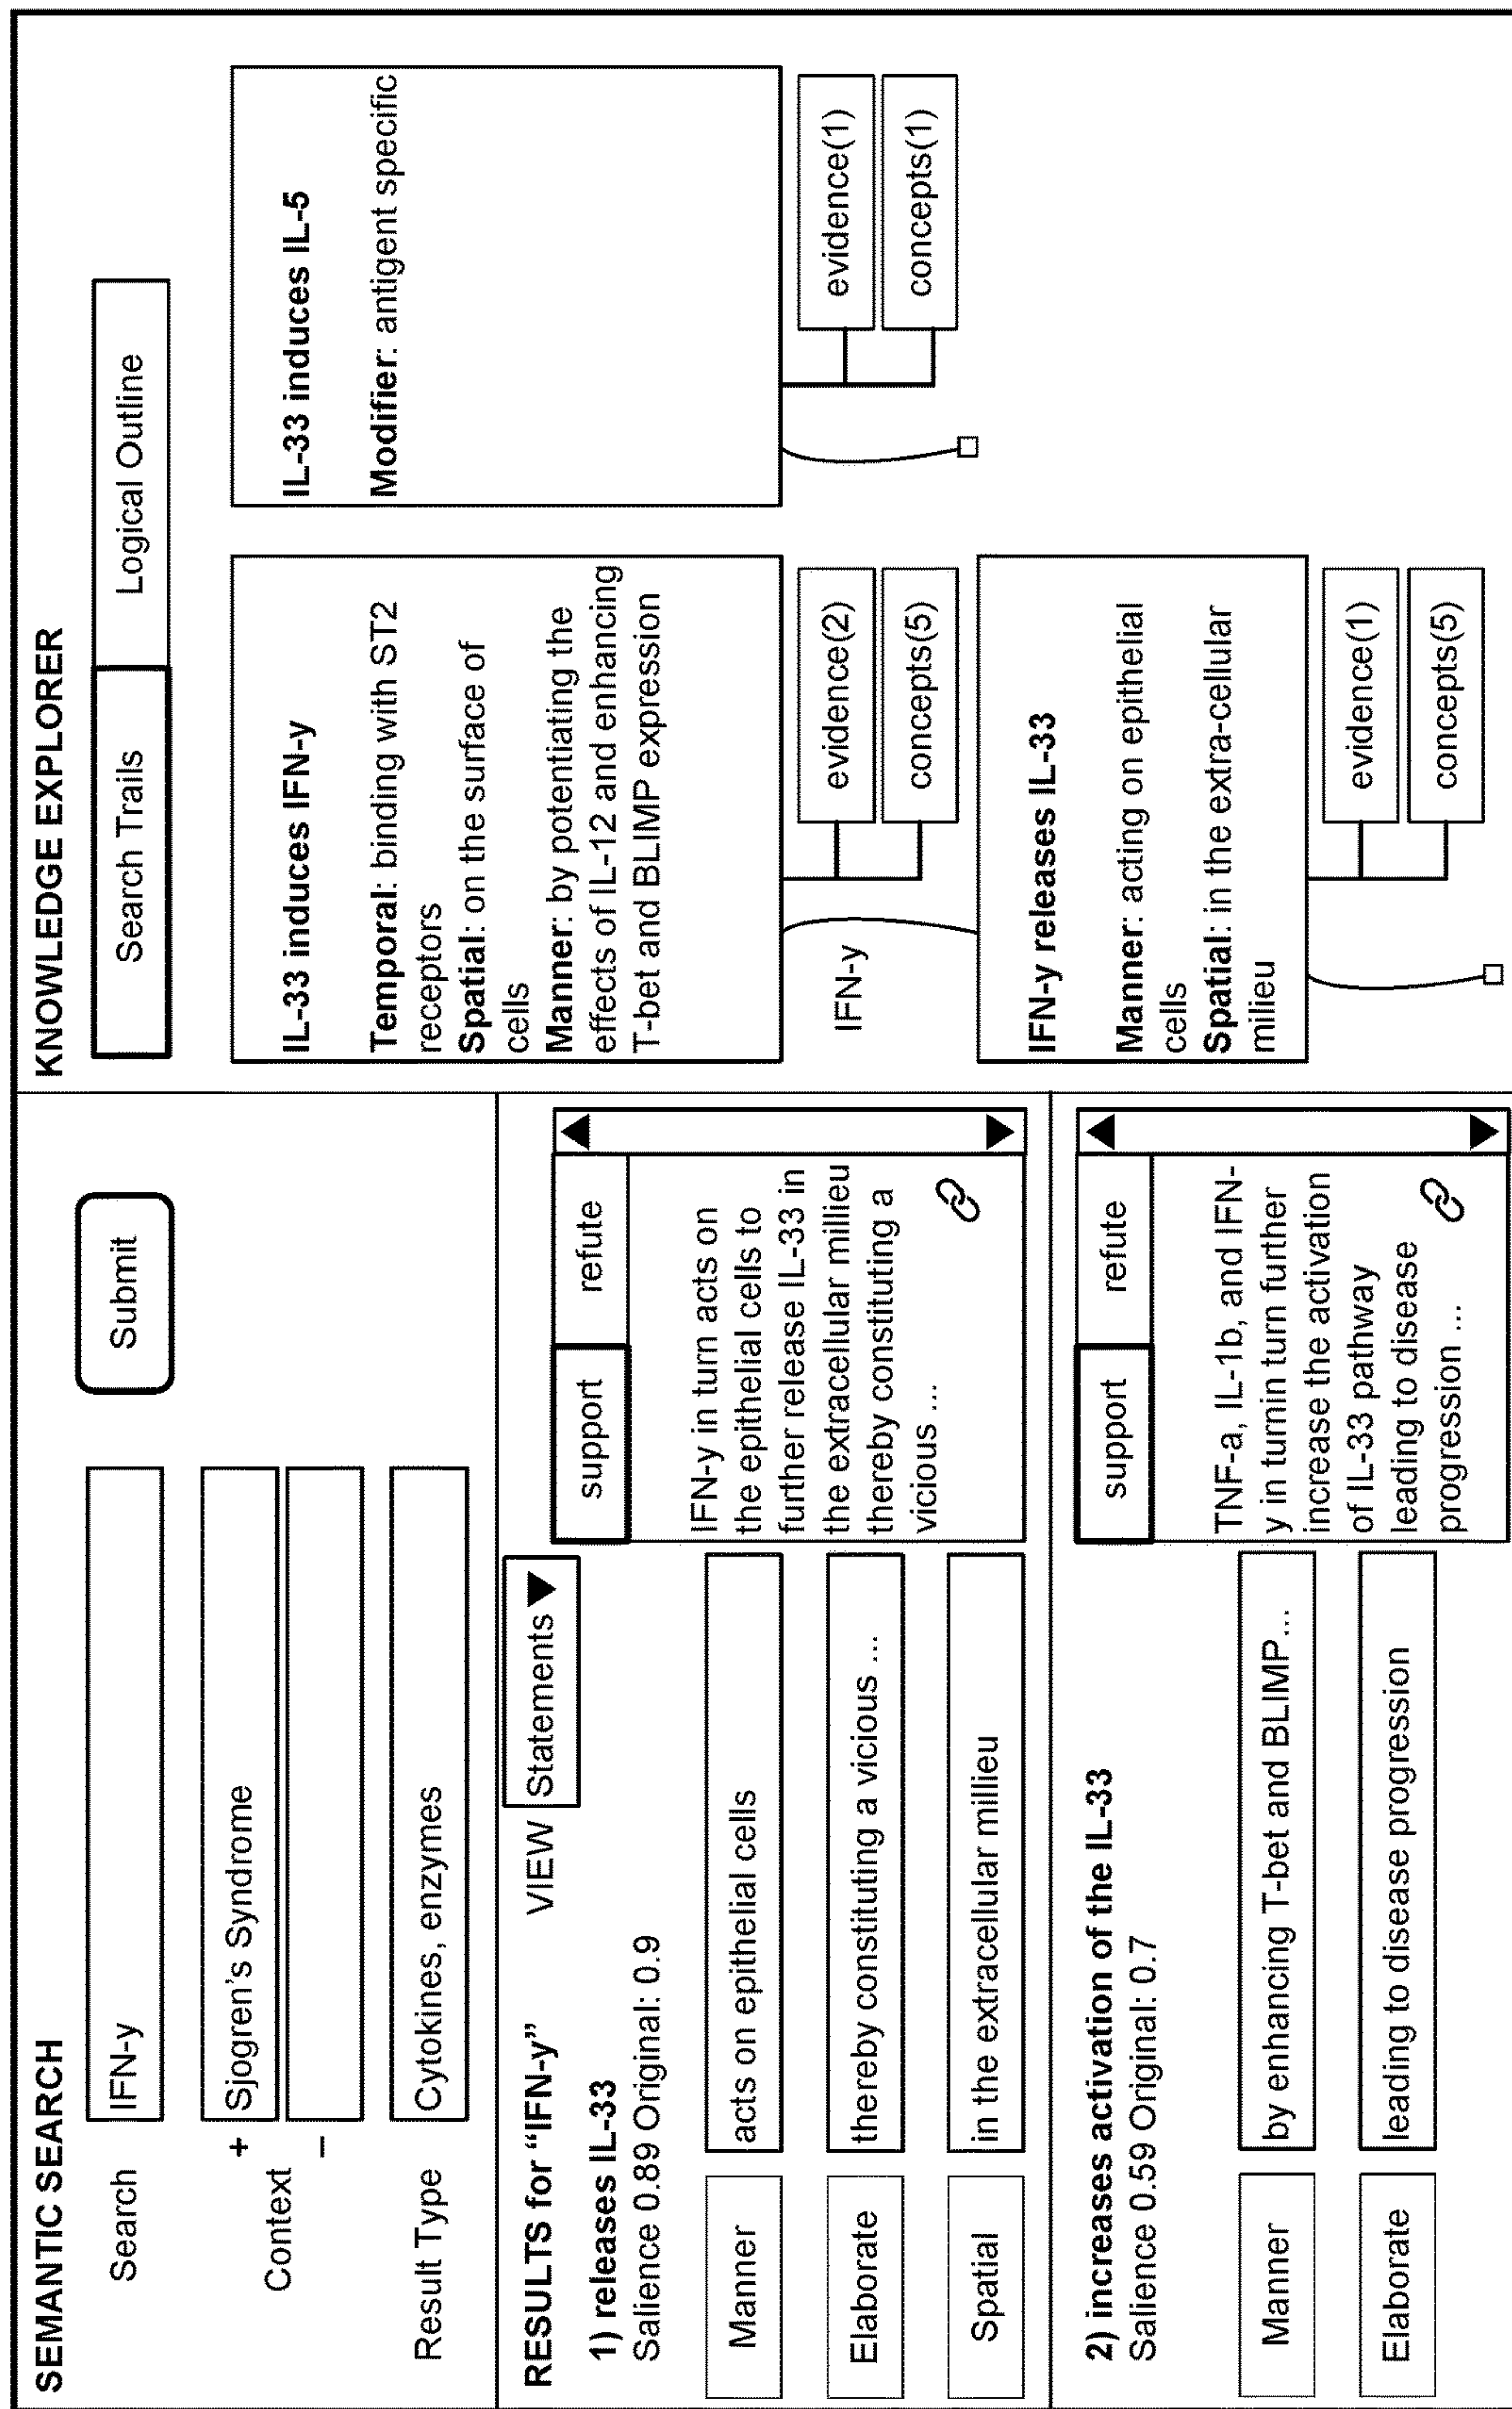 SEMANTIC SEARCH
Search
IFN-y
Submit
Context
+
Sjogren's Syndrome
–
Result Type
Cytokines, enzymes
RESULTS for “IFN-y”
VIEW
Statements ▼
1) releases IL-33
Salience 0.89 Original: 0.9
Manner
acts on epithelial cells
Elaborate
thereby constituting a vicious ...
Spatial
in the extracellular millieu
support
refute
IFN-y in turn acts on
the epithelial cells to
further release IL-33 in
the extracellular millieu
thereby constituting a
vicious ...
2) increases activation of the IL-33
Salience 0.59 Original: 0.7
Manner
by enhancing T-bet and BLIMP...
Elaborate
leading to disease progression
support
refute
TNF-a, IL-1b, and IFN-
y in turnin turn further
increase the activation
of IL-33 pathway
leading to disease
progression ...
KNOWLEDGE EXPLORER
Search Trails
Logical Outline
IL-33 induces IFN-y
Temporal: binding with ST2
receptors
Spatial: on the surface of
cells
Manner: by potentiating the
effects of IL-12 and enhancing
T-bet and BLIMP expression
evidence(2)
concepts(5)
IFN-y
IFN-y releases IL-33
Manner: acting on epithelial
cells
Spatial: in the extra-cellular
milieu
evidence(1)
concepts(5)
IL-33 induces IL-5
Modifier: antigent specific
evidence(1)
concepts(1)